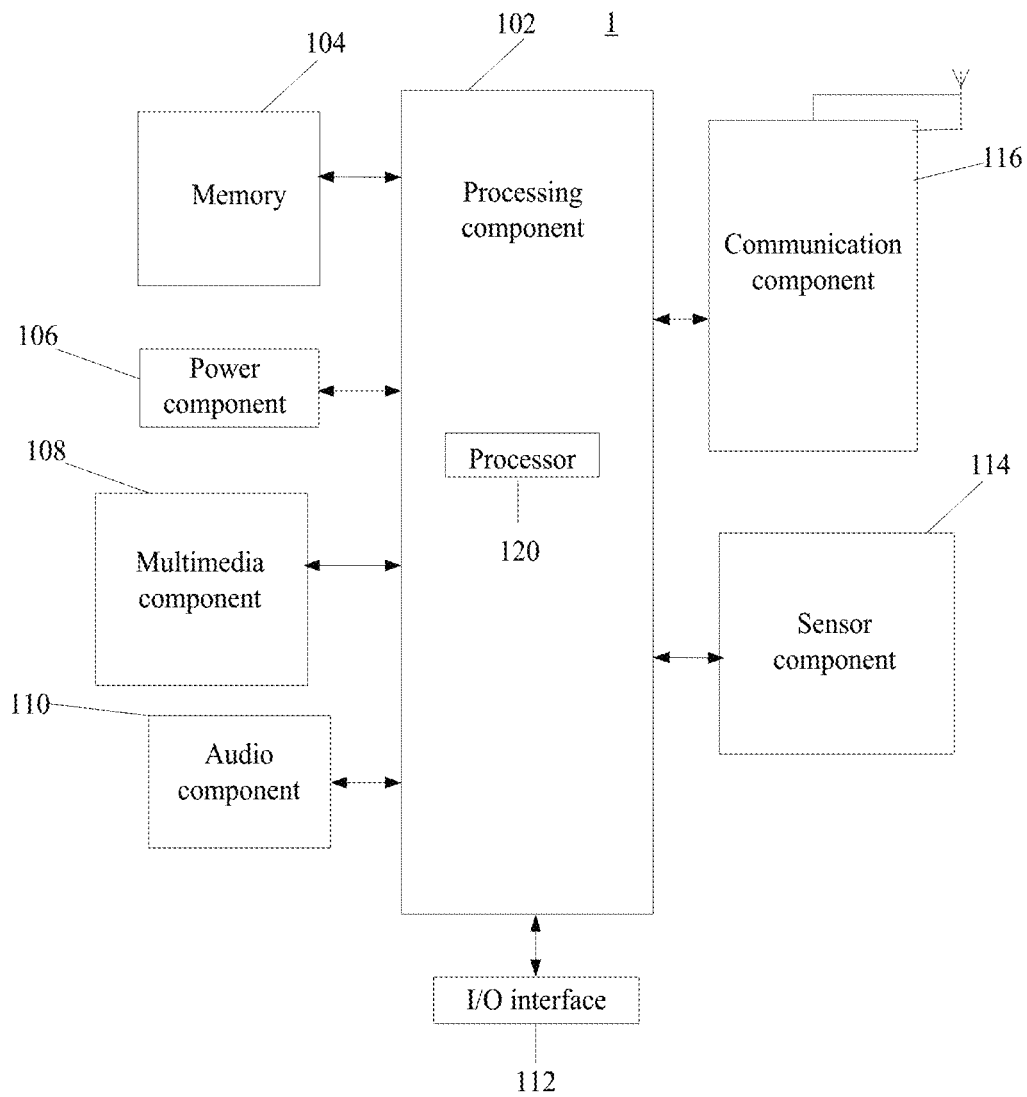 1
102
104
Memory
Processing
component
116
Communication
component
106
Power
component
108
Processor
120
114
Multimedia
component
Sensor
component
110
Audio
component
I/O interface
112